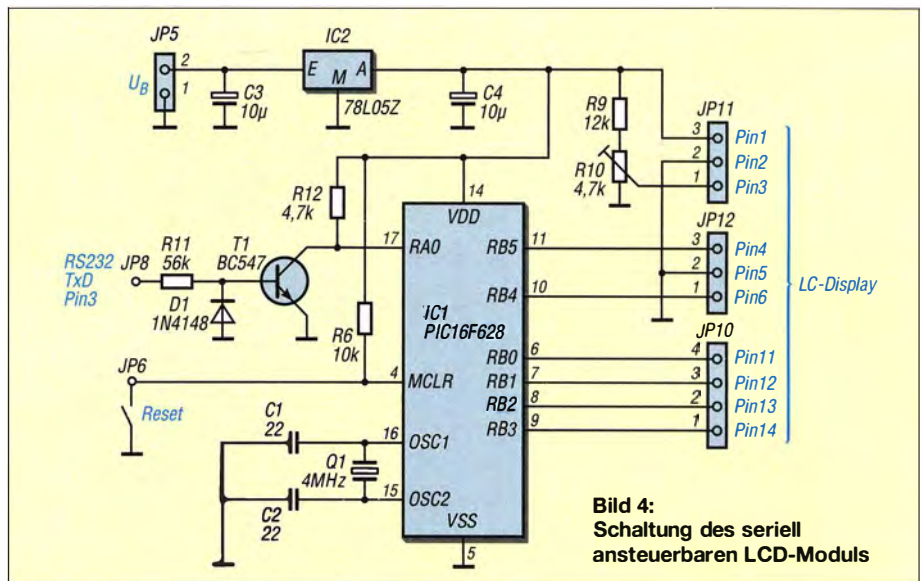 JP5
2
1
U_B
C3
10µ
IC2
E M A
78L05Z
C4
10µ
R9
12k
R10
4,7k
JP11
3 Pin1
2 Pin2
1 Pin3
R12
4,7k
14
VDD
17 RA0
RS232
TxD
Pin3
JP8
R11
56k
T1
BC547
D1
1N4148
R6
10k
IC1
PIC16F628
RB5 11
RB4 10
JP12
3 Pin4
2 Pin5
1 Pin6
LC-Display
JP10
RB0 6 4 Pin11
RB1 7 3 Pin12
RB2 8 2 Pin13
RB3 9 1 Pin14
JP6
Reset
4 MCLR
C1
22
16 OSC1
Q1
4MHz
15 OSC2
C2
22
VSS
5
Bild 4:
Schaltung des seriell
ansteuerbaren LCD-Moduls